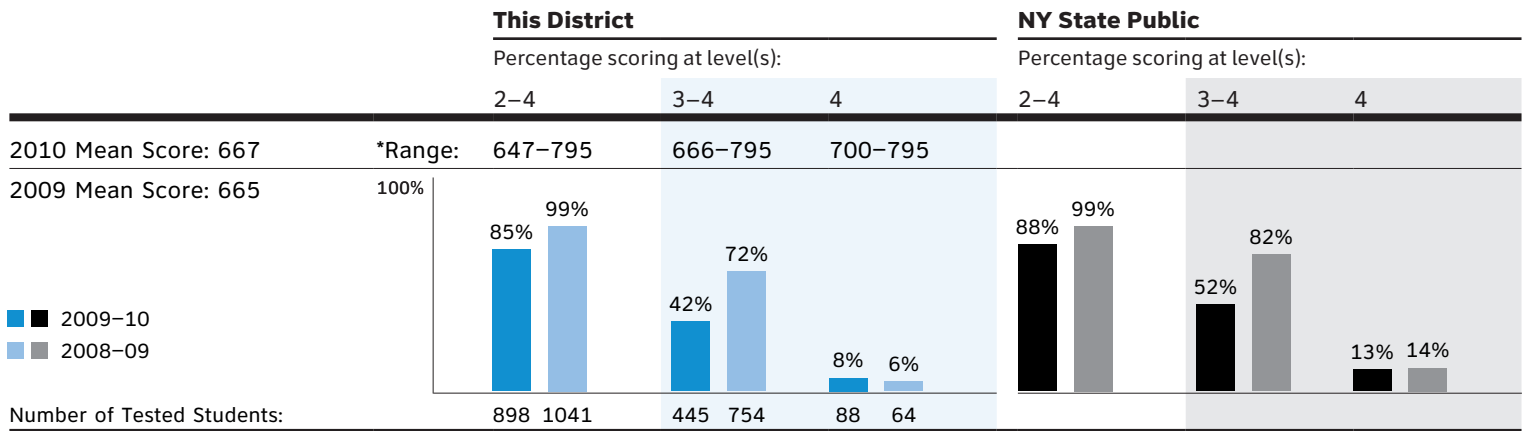 This District NY State Public
Percentage scoring at level(s): Percentage scoring at level(s):
2–4 3–4 4 2–4 3–4 4
2010 Mean Score: 667 *Range: 647–795 666–795 700–795
2009 Mean Score: 665 100%
99% 99%
85% 88%
82%
72%
52%
42%
8% 6% 13% 14%
2009–10
2008–09
Number of Tested Students: 898 1041 445 754 88 64